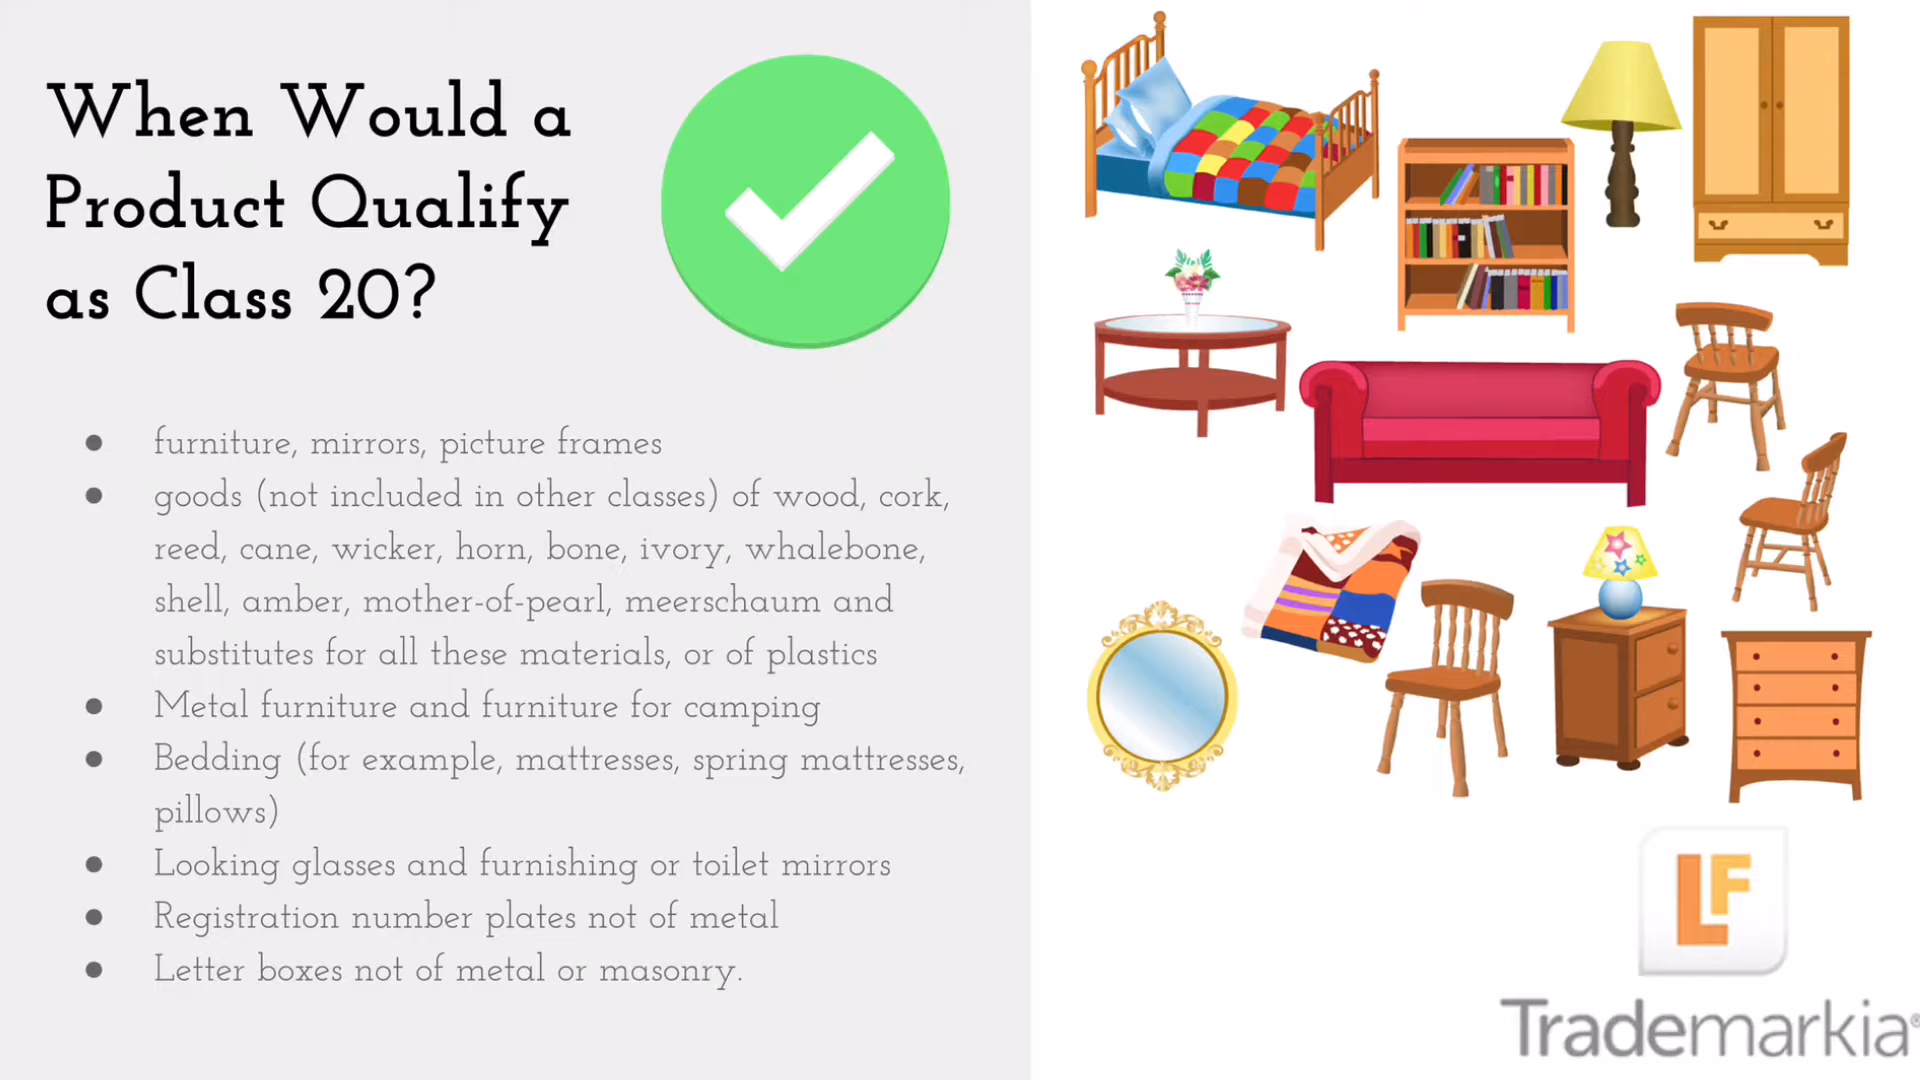 When Would a
Product Qualify
as Class 20?
● furniture, mirrors, picture frames
● goods (not included in other classes) of wood, cork,
reed, cane, wicker, horn, bone, ivory, whalebone,
shell, amber, mother-of-pearl, meerschaum and
substitutes for all these materials, or of plastics
● Metal furniture and furniture for camping
● Bedding (for example, mattresses, spring mattresses,
pillows)
● Looking glasses and furnishing or toilet mirrors
● Registration number plates not of metal
● Letter boxes not of metal or masonry.
LF
Trademarkia®